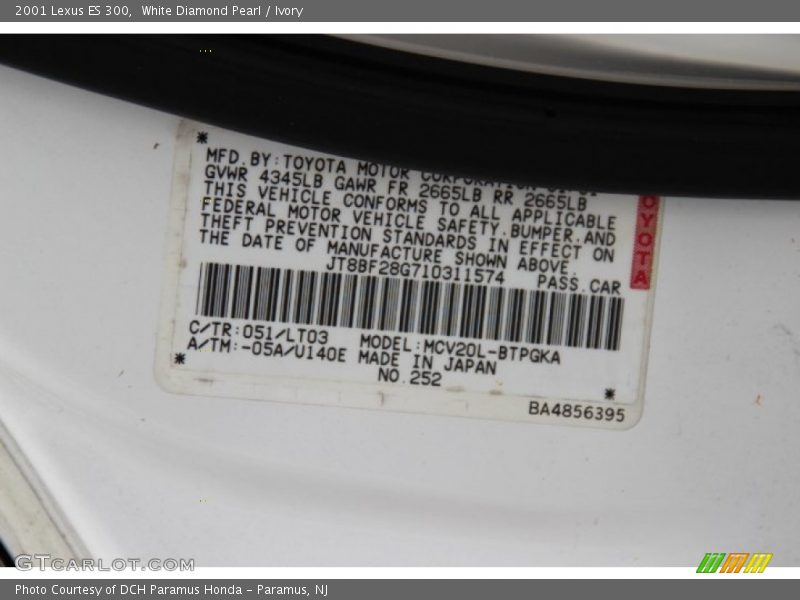 2001 Lexus ES 300, White Diamond Pearl / Ivory
MFD. BY: TOYOTA MOTOR CORPORATION
GVWR 4345LB GAWR FR 2665LB RR 2665LB
THIS VEHICLE CONFORMS TO ALL APPLICABLE
FEDERAL MOTOR VEHICLE SAFETY, BUMPER, AND
THEFT PREVENTION STANDARDS IN EFFECT ON
THE DATE OF MANUFACTURE SHOWN ABOVE.
JT8BF28G710311574 PASS. CAR
TOYOTA
C/TR: 051/LT03 MODEL: MCV20L-BTPGKA
A/TM: -05A/U140E MADE IN JAPAN
NO. 252
BA4856395
GTCARLOT.COM
Photo Courtesy of DCH Paramus Honda - Paramus, NJ